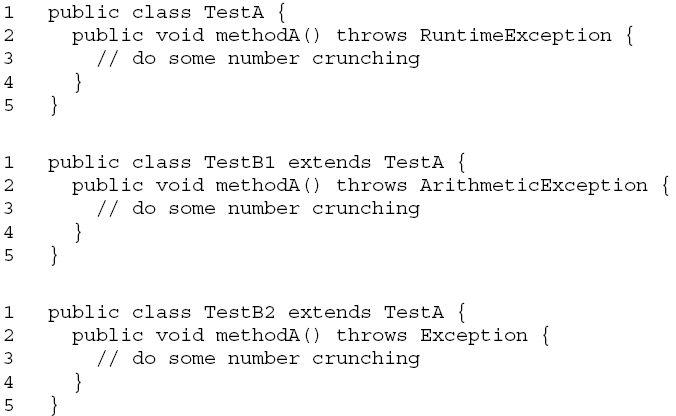 1   public class TestA {
2     public void methodA() throws RuntimeException {
3       // do some number crunching
4     }
5   }
1   public class TestB1 extends TestA {
2     public void methodA() throws ArithmeticException {
3       // do some number crunching
4     }
5   }
1   public class TestB2 extends TestA {
2     public void methodA() throws Exception {
3       // do some number crunching
4     }
5   }